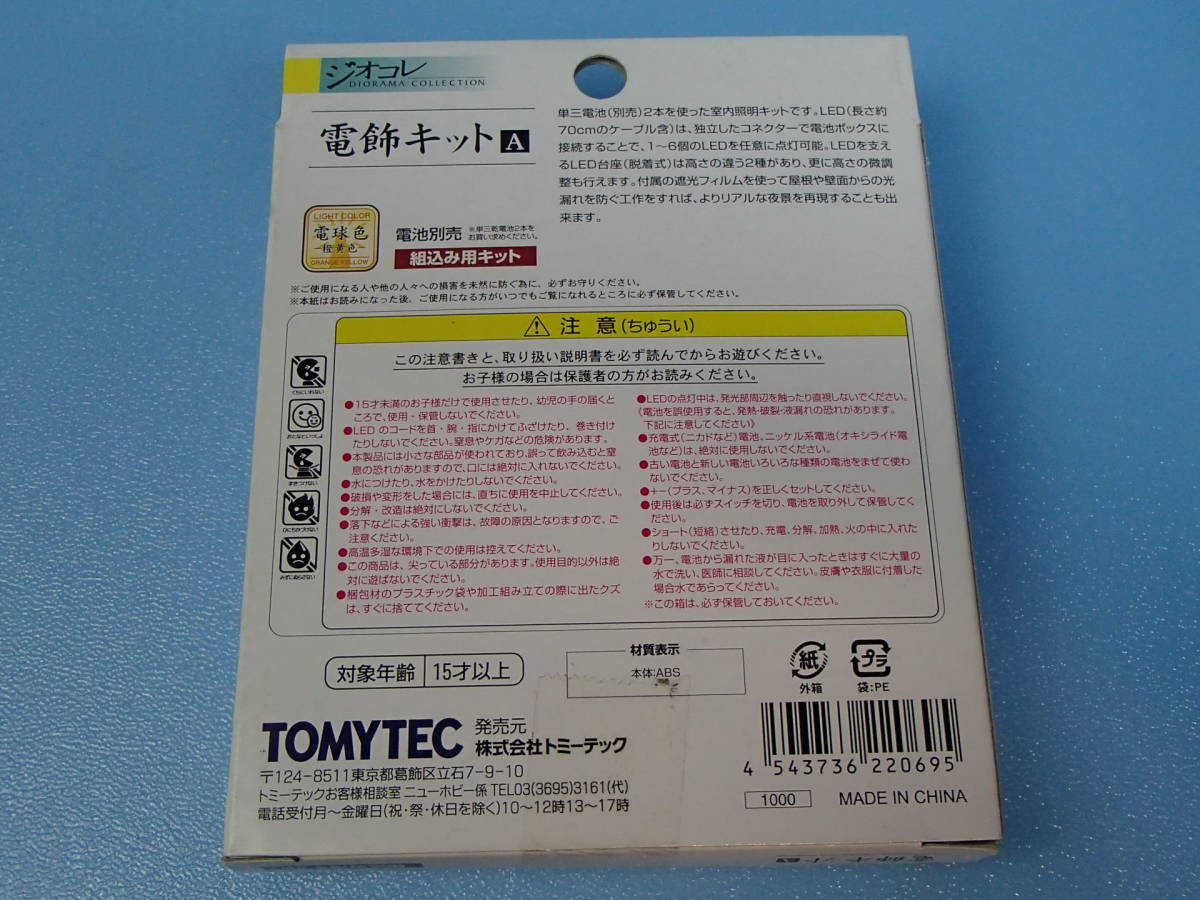 ジオコレ
DIORAMA COLLECTION
電飾キット A
単三電池(別売)2本を使った室内照明キットです。LED(長さ約
70cmのケーブル含)は、独立したコネクターで電池ボックスに
接続することで、1〜6個のLEDを任意に点灯可能。LEDを支え
るLED台座(脱着式)は高さの違う2種があり、更に高さの微調
整も行えます。付属の遮光フィルムを使って屋根や壁面からの光
漏れを防ぐ工作をすれば、よりリアルな夜景を再現することも出
来ます。
LIGHT COLOR
電球色
-橙黄色-
ORANGE YELLOW
電池別売 ※単三乾電池2本を
お買い求めください。
組込み用キット
※ご使用になる人や他の人々への損害を未然に防ぐ為に、必ずお守りください。
※本紙はお読みになった後、ご使用になる方がいつでもご覧になれるところに必ず保管してください。
注 意(ちゅうい)
この注意書きと、取り扱い説明書を必ず読んでからお遊びください。
お子様の場合は保護者の方がお読みください。
くちにいれない
おとなといっしょ
まきつけない
ひにちかづけない
みずにぬらさない
●15才未満のお子様だけで使用させたり、幼児の手の届くと
ころで、使用・保管しないでください。
●LED のコードを首・腕・指にかけてふざけたり、巻き付け
たりしないでください。窒息やケガなどの危険があります。
●本製品には小さな部品が使われており、誤って飲み込むと窒
息の恐れがありますので、口には絶対に入れないでください。
●水につけたり、水をかけたりしないでください。
●破損や変形をした場合には、直ちに使用を中止してください。
●分解・改造は絶対にしないでください。
●落下などによる強い衝撃は、故障の原因となりますので、ご
注意ください。
●高温多湿な環境下での使用は控えてください。
●この商品は、尖っている部分があります。使用目的以外は絶
対に遊ばないでください。
●梱包材のプラスチック袋や加工組み立ての際に出たクズ
は、すぐに捨ててください。
●LEDの点灯中は、発光部周辺を触ったり直視しないでください。
《電池を誤使用すると、発熱・破裂・液漏れの恐れがあります。
下記に注意してください》
●充電式(ニカドなど)電池、ニッケル系電池(オキシライド電
池など)は、絶対に使用しないでください。
●古い電池と新しい電池いろいろな種類の電池をまぜて使わ
ないでください。
●+−(プラス、マイナス)を正しくセットしてください。
●使用後は必ずスイッチを切り、電池を取り外して保管してく
ださい。
●ショート(短絡)させたり、充電、分解、加熱、火の中に入れた
りしないでください。
●万一、電池から漏れた液が目に入ったときはすぐに大量の
水で洗い、医師に相談してください。皮膚や衣服に付着した
場合水であらってください。
※この箱は、必ず保管しておいてください。
対象年齢 15才以上
材質表示
本体:ABS
紙
外箱
プラ
袋:PE
TOMYTEC 発売元
株式会社トミーテック
〒124-8511東京都葛飾区立石7-9-10
トミーテックお客様相談室 ニューホビー係 TEL03(3695)3161(代)
電話受付月〜金曜日(祝・祭・休日を除く)10〜12時13〜17時
4 543736 220695
1000 MADE IN CHINA